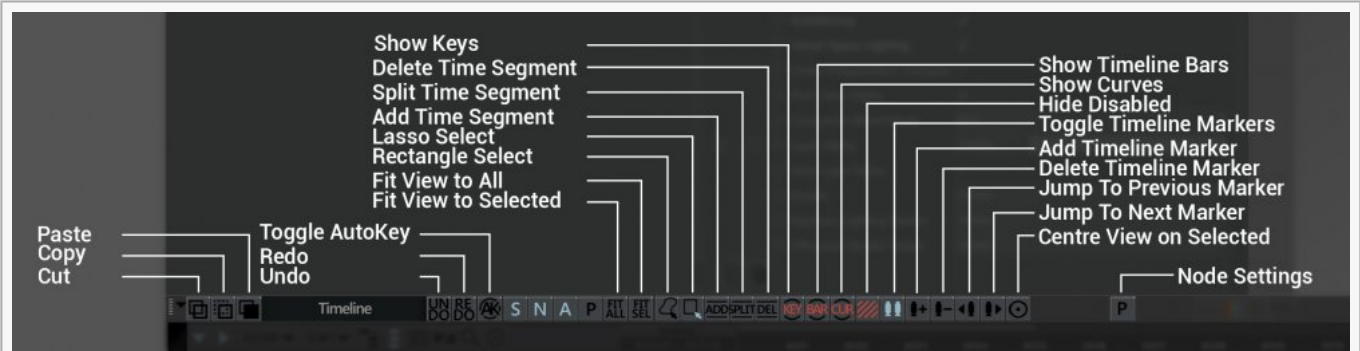 Show Keys
Delete Time Segment
Split Time Segment
Add Time Segment
Lasso Select
Rectangle Select
Fit View to All
Fit View to Selected
Show Timeline Bars
Show Curves
Hide Disabled
Toggle Timeline Markers
Add Timeline Marker
Delete Timeline Marker
Jump To Previous Marker
Jump To Next Marker
Centre View on Selected
Paste
Copy
Cut
Toggle AutoKey
Redo
Undo
Node Settings
Timeline UN DO RE DO AK S N A P FIT ALL FIT SEL ADD SPLIT DEL KEY BAR CUR P